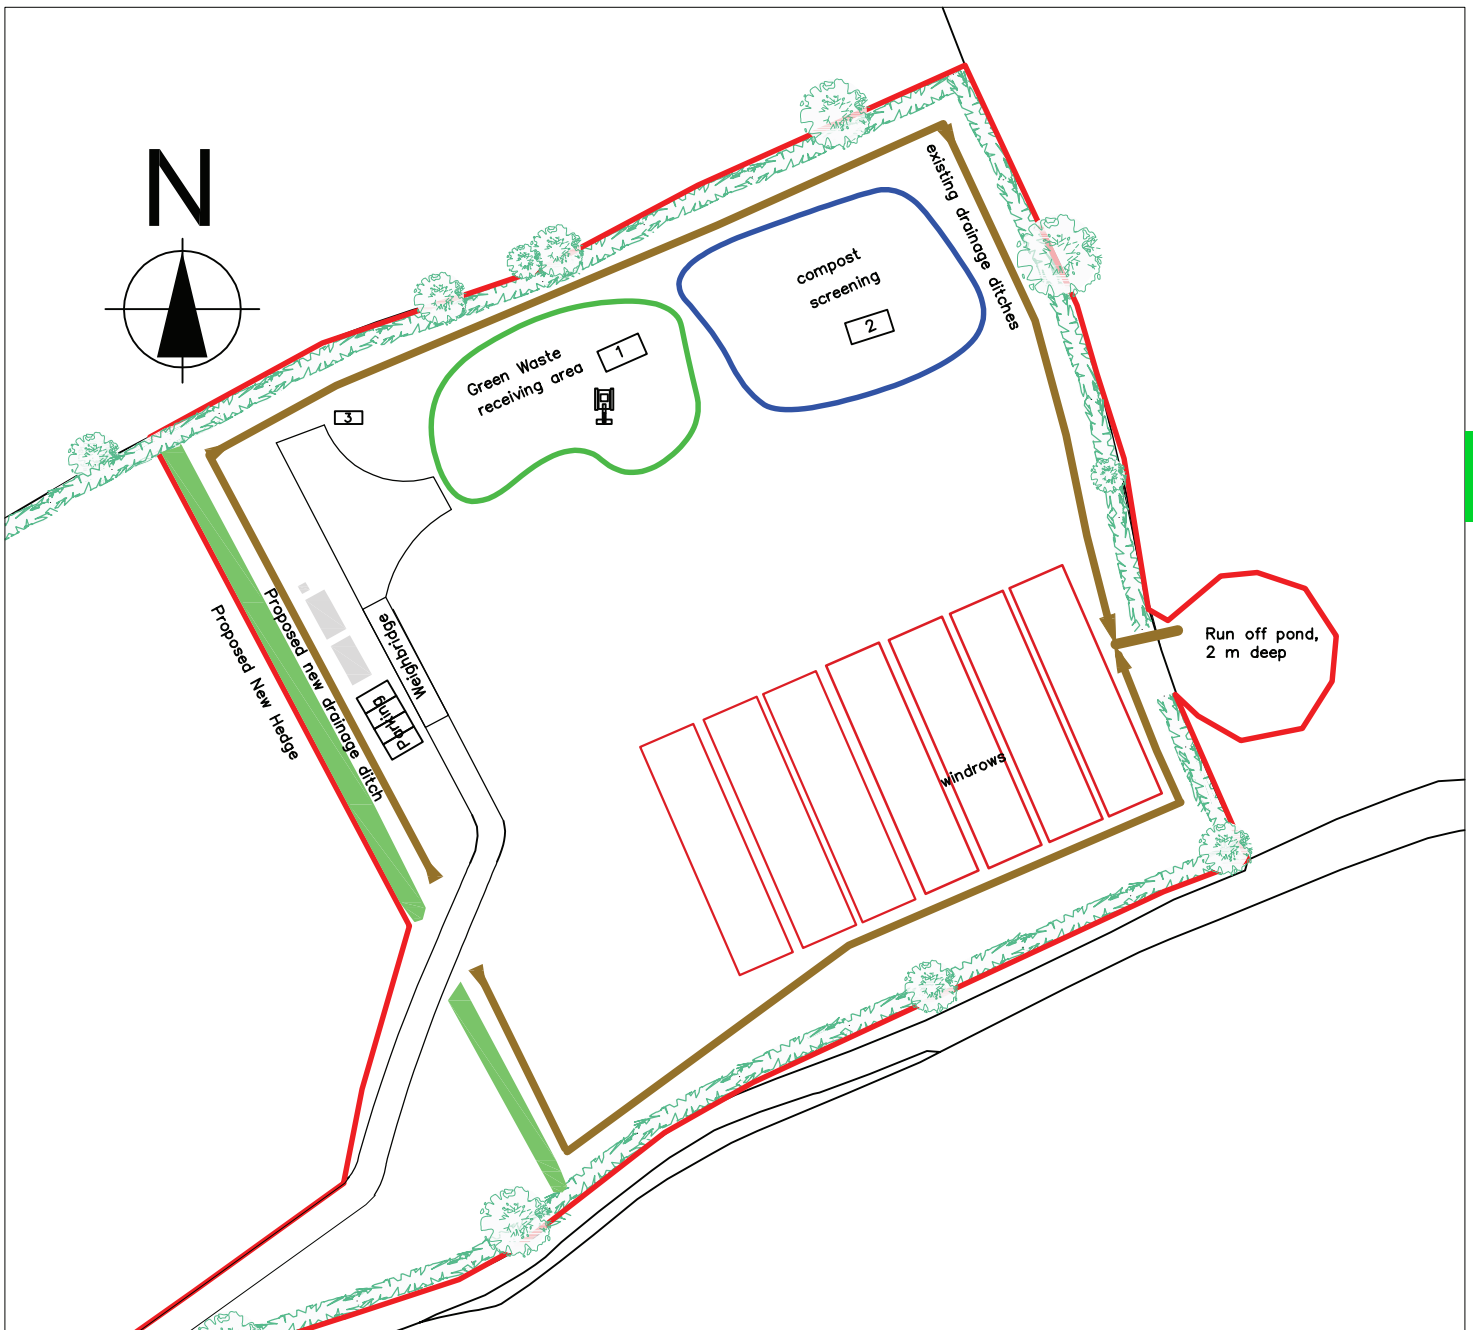 N
existing drainage ditches
compost
screening
2
Green Waste
receiving area
1
3
Proposed new drainage ditch
Proposed New Hedge
Weighbridge
Parking
Run off pond,
2 m deep
windrows